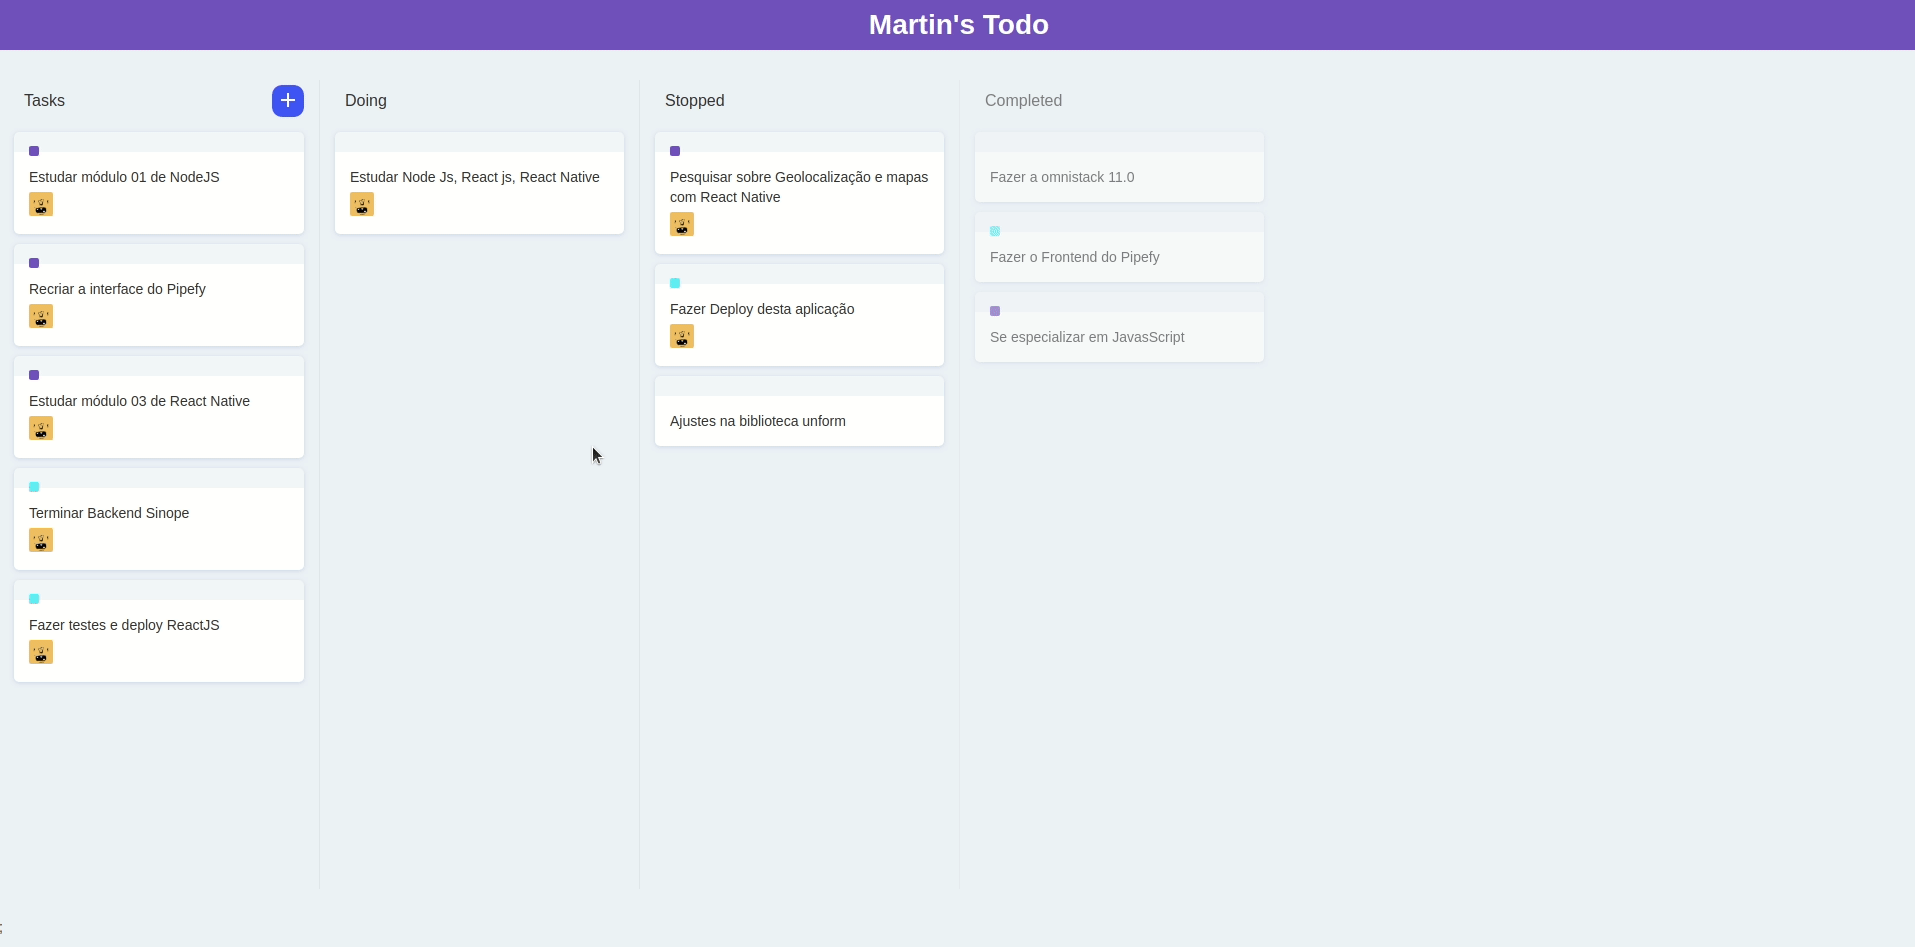 Martin's Todo
Tasks
Estudar módulo 01 de NodeJS
Recriar a interface do Pipefy
Estudar módulo 03 de React Native
Terminar Backend Sinope
Fazer testes e deploy ReactJS
Doing
Estudar Node Js, React js, React Native
Stopped
Pesquisar sobre Geolocalização e mapas
com React Native
Fazer Deploy desta aplicação
Ajustes na biblioteca unform
Completed
Fazer a omnistack 11.0
Fazer o Frontend do Pipefy
Se especializar em JavasScript
;